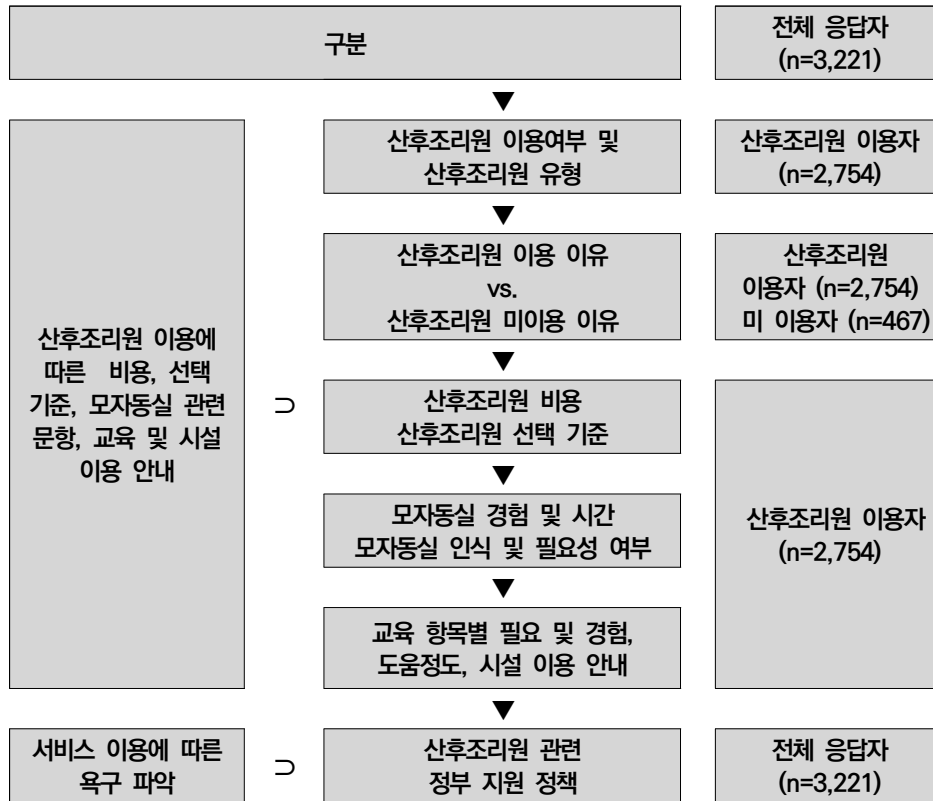 구분
전체 응답자
(n=3,221)
▼
산후조리원 이용여부 및
산후조리원 유형
산후조리원 이용자
(n=2,754)
▼
산후조리원 이용 이유
vs.
산후조리원 미이용 이유
산후조리원
이용자 (n=2,754)
미 이용자 (n=467)
▼
산후조리원 이용에
따른 비용, 선택
기준, 모자동실 관련
문항, 교육 및 시설
이용 안내
⊃
산후조리원 비용
산후조리원 선택 기준
▼
모자동실 경험 및 시간
모자동실 인식 및 필요성 여부
산후조리원 이용자
(n=2,754)
▼
교육 항목별 필요 및 경험,
도움정도, 시설 이용 안내
▼
서비스 이용에 따른
욕구 파악
⊃
산후조리원 관련
정부 지원 정책
전체 응답자
(n=3,221)